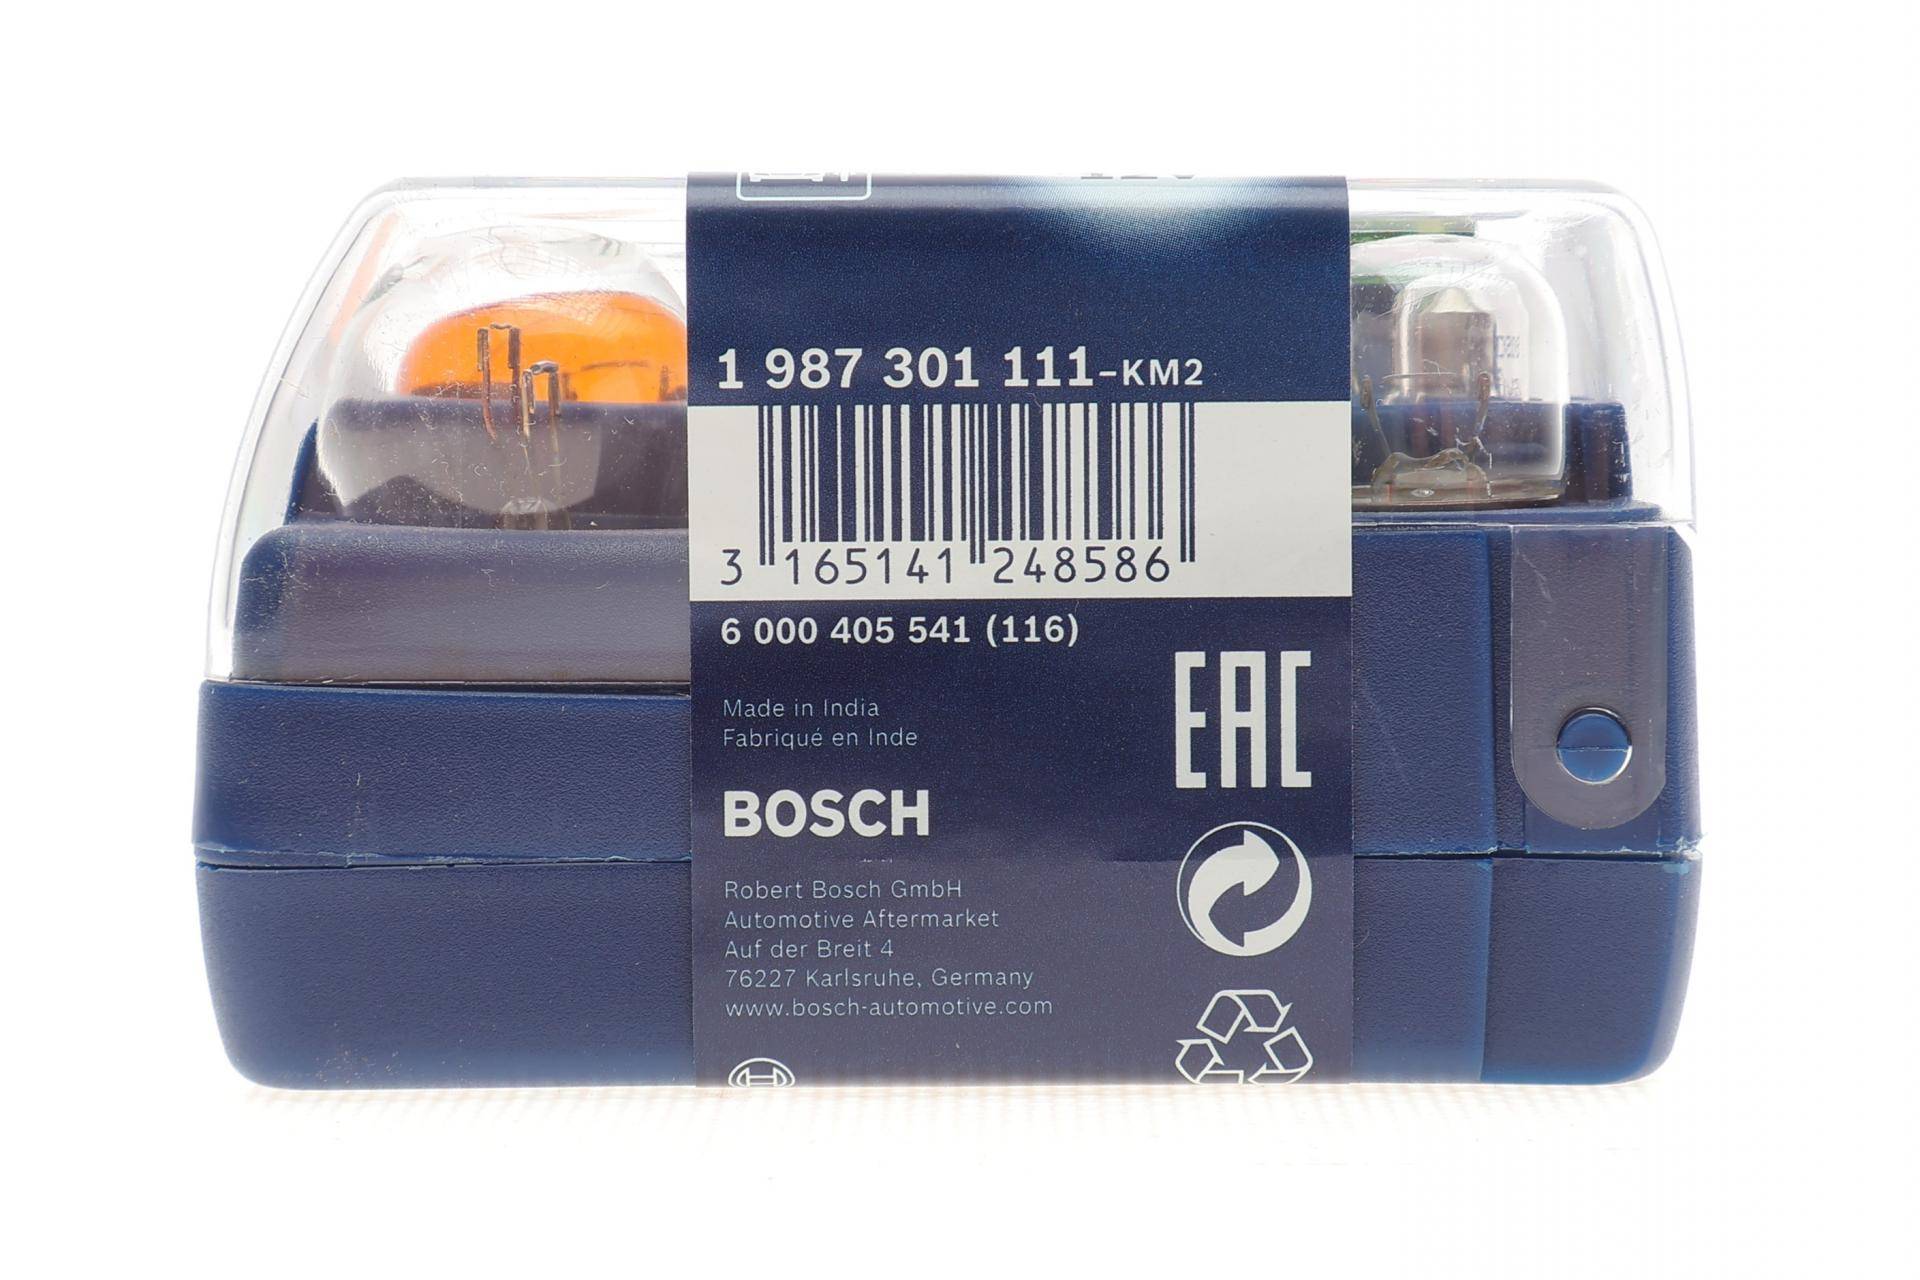 12V
1 987 301 111-KM2
3 165141 248586
6 000 405 541 (116)
EAC
Made in India
Fabriqué en Inde
BOSCH
Robert Bosch GmbH
Automotive Aftermarket
Auf der Breit 4
76227 Karlsruhe, Germany
www.bosch-automotive.com